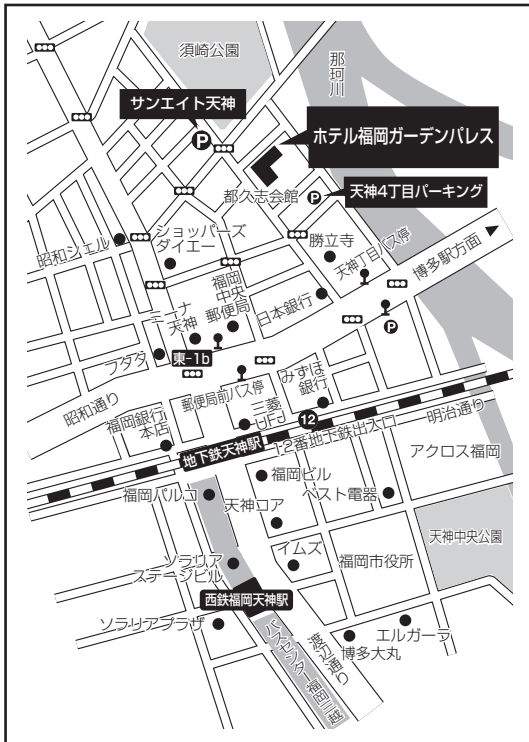 須崎公園
那珂川
サンエイト天神
P
ホテル福岡ガーデンパレス
都久志会館
P
天神4丁目パーキング
昭和シェル
ショッパーズ
ダイエー
勝立寺
天神丁目バス停
博多駅方面
福岡
中央
郵便局
日本銀行
ミーナ
天神
フタタ
東-1b
P
昭和通り
郵便局前バス停
みずほ
銀行
福岡銀行
本店
三菱
UFJ
12
12番地下鉄出入口
明治通り
地下鉄天神駅
アクロス福岡
福岡パルコ
福岡ビル
天神コア
ベスト電器
天神中央公園
ソラリア
ステージビル
イムズ
福岡市役所
西鉄福岡天神駅
ソラリアプラザ
バスセンター
福岡三越
渡辺通り
博多大丸
エルガーラ